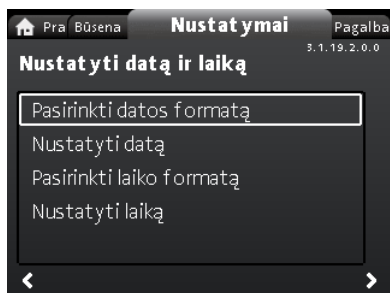 Pra Būsena Nustatymai Pagalba
3.1.19.2.0.0
Nustatyti datą ir laiką
Pasirinkti datos formatą
Nustatyti datą
Pasirinkti laiko formatą
Nustatyti laiką